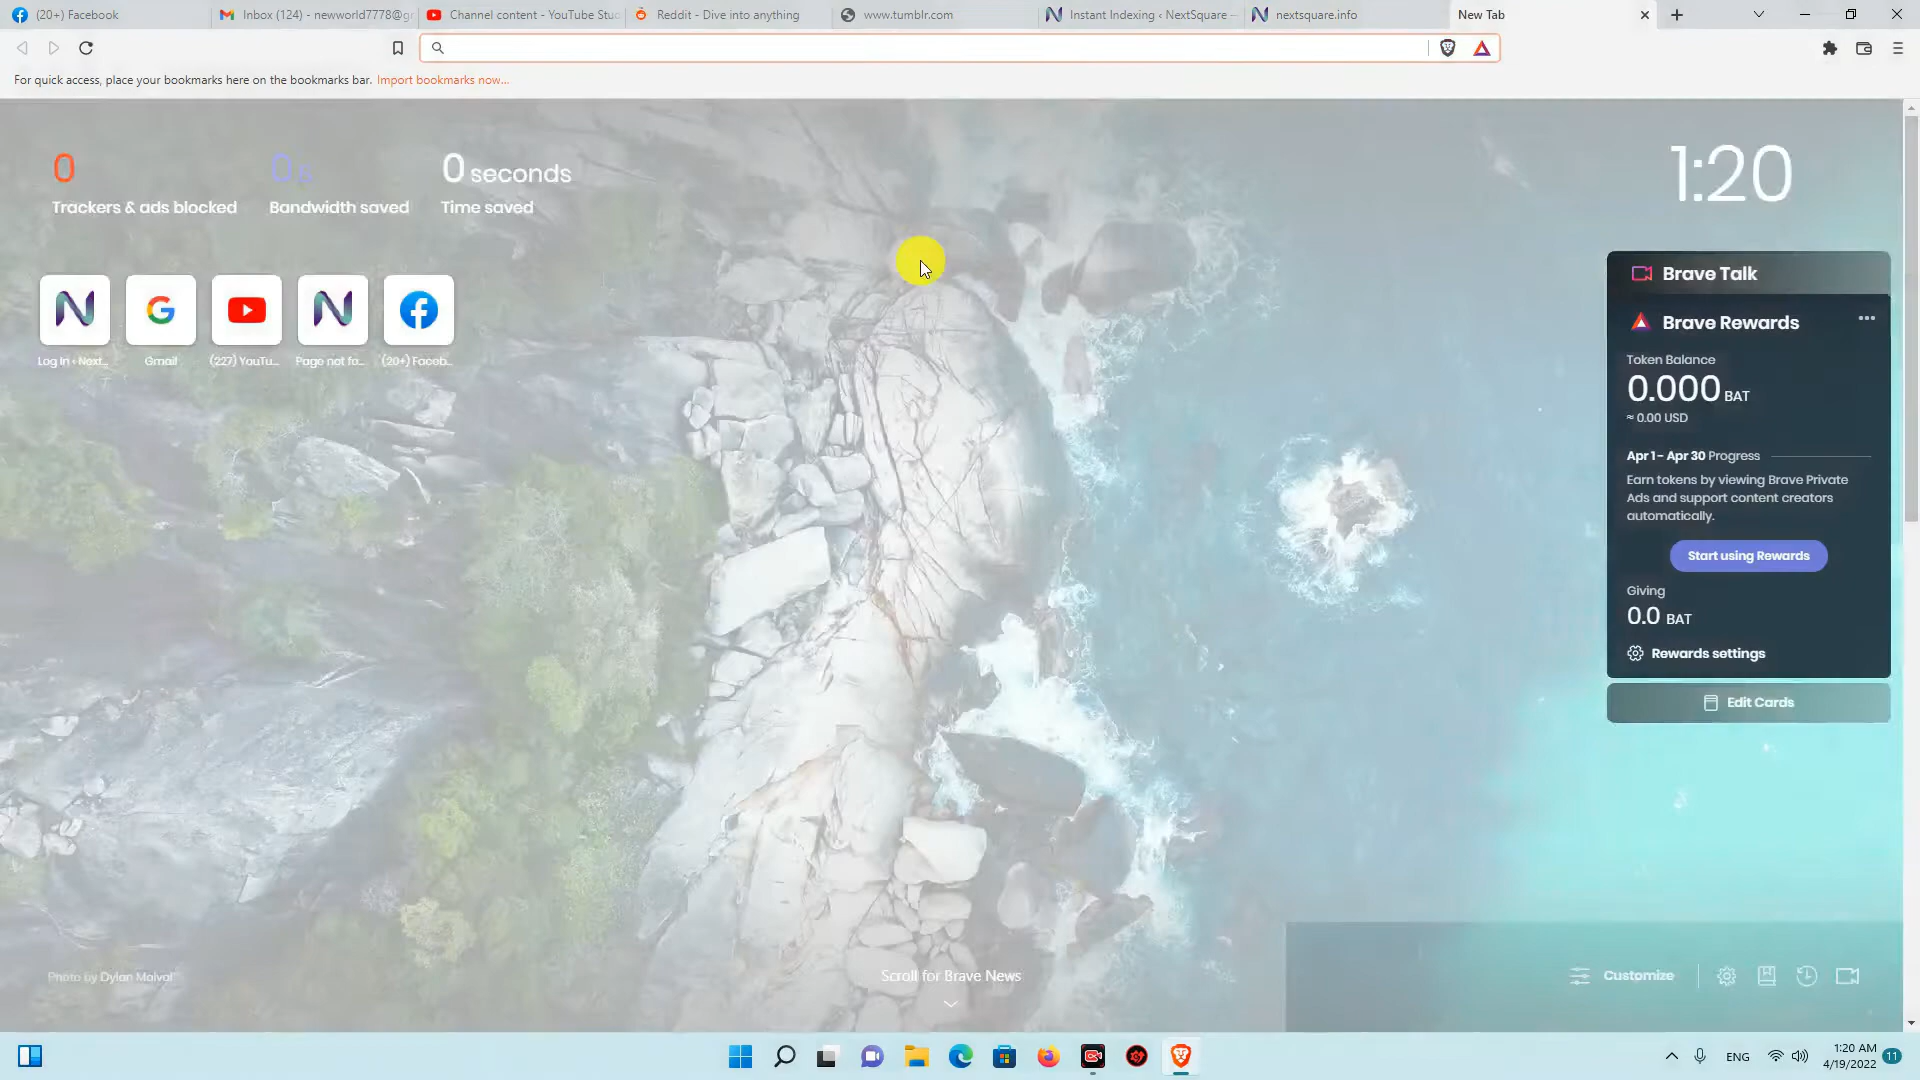 (20+) Facebook
Inbox (124) - newworld7778@gr
Channel content - YouTube Stu
Reddit - Dive into anything
www.tumblr.com
Instant Indexing ‹ NextSquare —
nextsquare.info
New Tab
For quick access, place your bookmarks here on the bookmarks bar. Import bookmarks now...
0
Trackers & ads blocked
0
Bandwidth saved
0 seconds
Time saved
1:20
Log In ‹ Next...
Gmail
(227) YouTu...
Page not fo...
(20+) Faceb...
Brave Talk
Brave Rewards
Token Balance
0.000 BAT
≈ 0.00 USD
Apr 1 - Apr 30 Progress
Earn tokens by viewing Brave Private
Ads and support content creators
automatically.
Start using Rewards
Giving
0.0 BAT
Rewards settings
Edit Cards
Photo by Dylan Malval
Scroll for Brave News
Customize
ENG
1:20 AM
4/19/2022
11